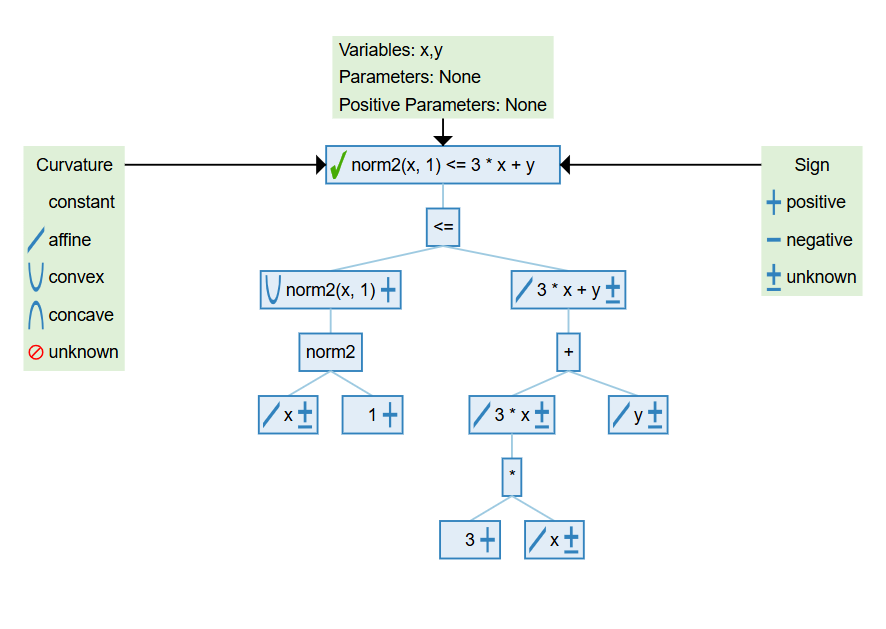 Variables: x,y
Parameters: None
Positive Parameters: None
Curvature
constant
affine
convex
concave
unknown
norm2(x, 1) <= 3 * x + y
Sign
positive
negative
unknown
<=
norm2(x, 1)
3 * x + y
norm2
+
x
1
3 * x
y
*
3
x